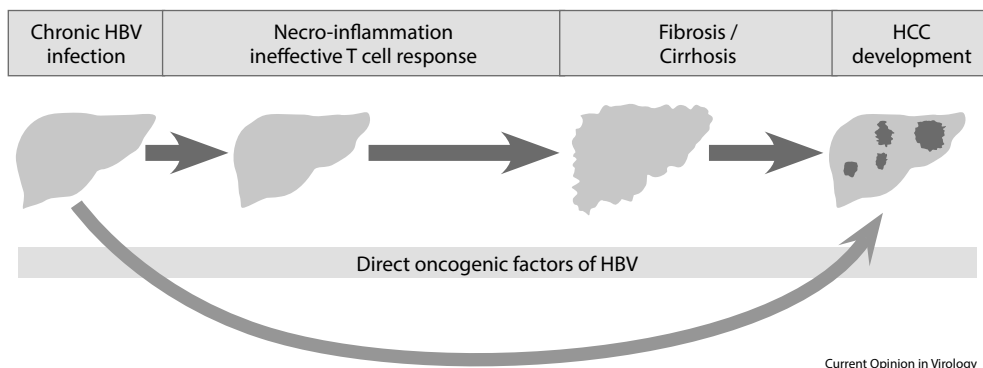 Chronic HBV
infection
Necro-inflammation
ineffective T cell response
Fibrosis /
Cirrhosis
HCC
development
Direct oncogenic factors of HBV
Current Opinion in Virology